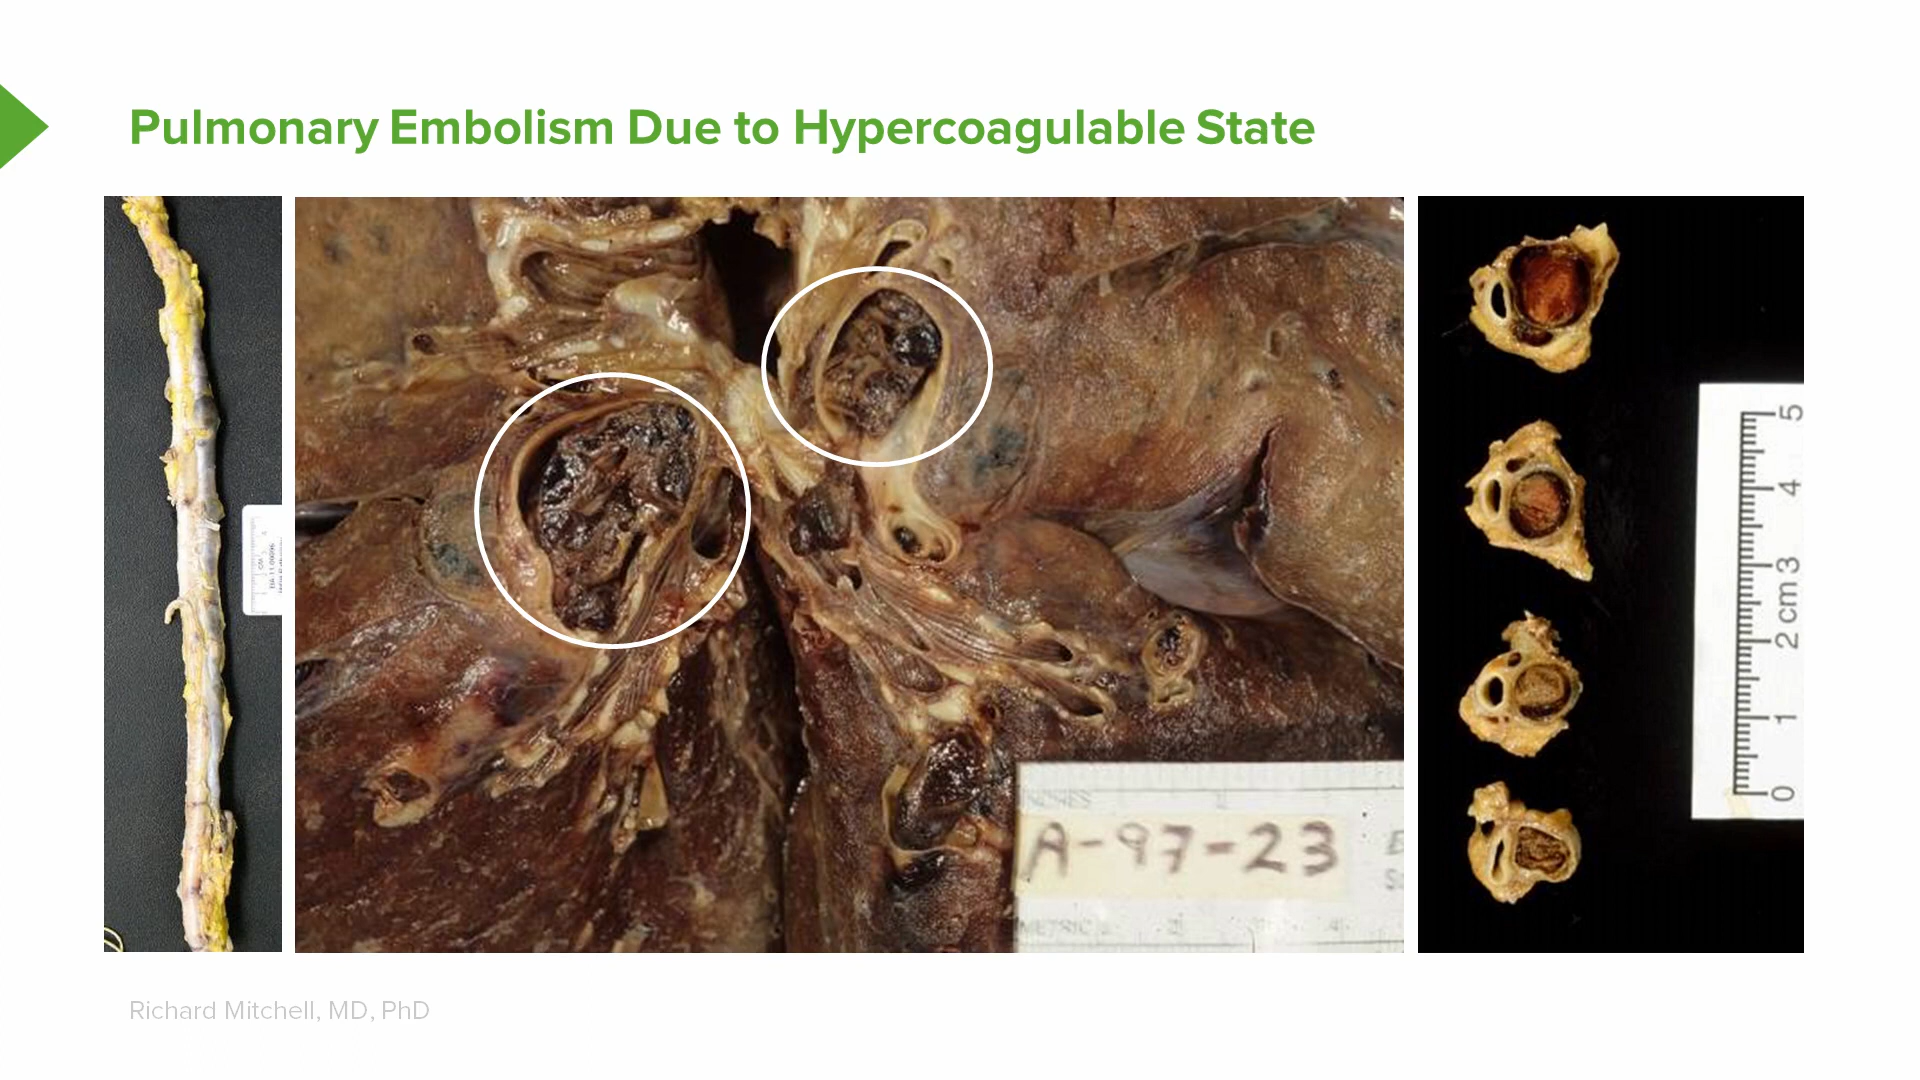 Pulmonary Embolism Due to Hypercoagulable State
A-97-23
METRIC
5
4
3
cm
2
1
0
Richard Mitchell, MD, PhD